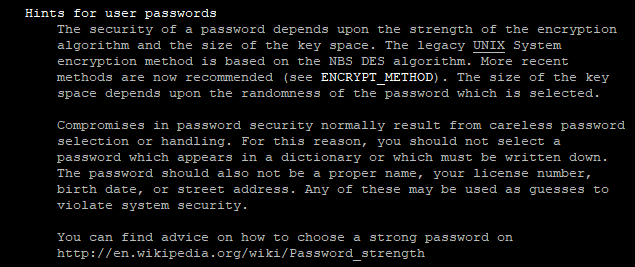 Hints for user passwords
The security of a password depends upon the strength of the encryption
algorithm and the size of the key space. The legacy UNIX System
encryption method is based on the NBS DES algorithm. More recent
methods are now recommended (see ENCRYPT_METHOD). The size of the key
space depends upon the randomness of the password which is selected.

Compromises in password security normally result from careless password
selection or handling. For this reason, you should not select a
password which appears in a dictionary or which must be written down.
The password should also not be a proper name, your license number,
birth date, or street address. Any of these may be used as guesses to
violate system security.

You can find advice on how to choose a strong password on
http://en.wikipedia.org/wiki/Password_strength